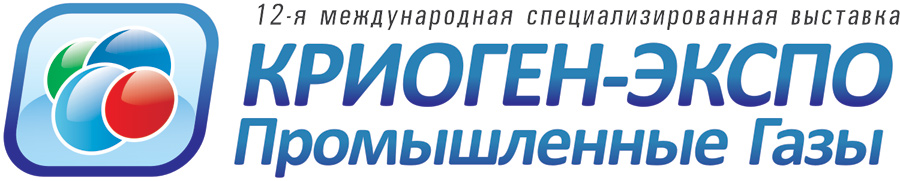 12-я международная специализированная выставка
КРИОГЕН-ЭКСПО
Промышленные Газы